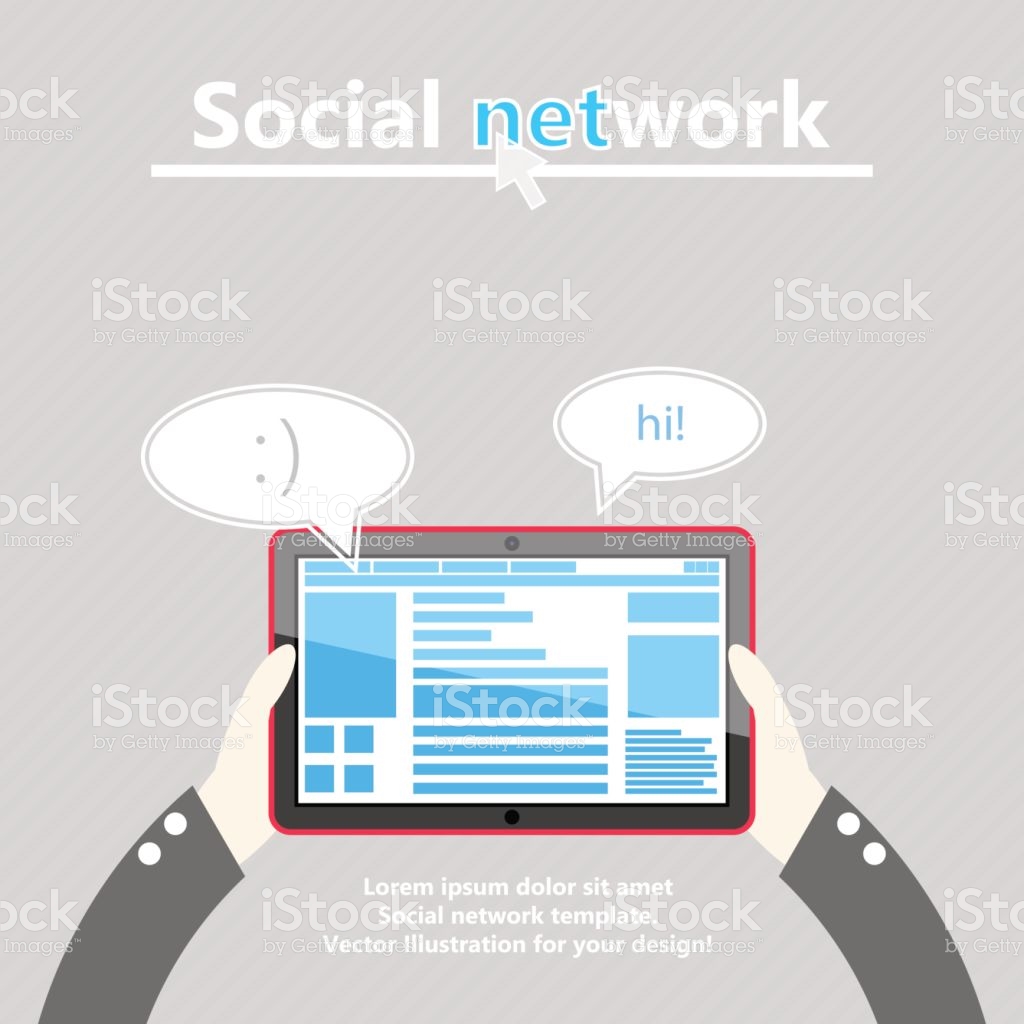 Social network
:)
hi!
Lorem ipsum dolor sit amet
Social network template.
Vector Illustration for your design!
iStock
by Getty Images™